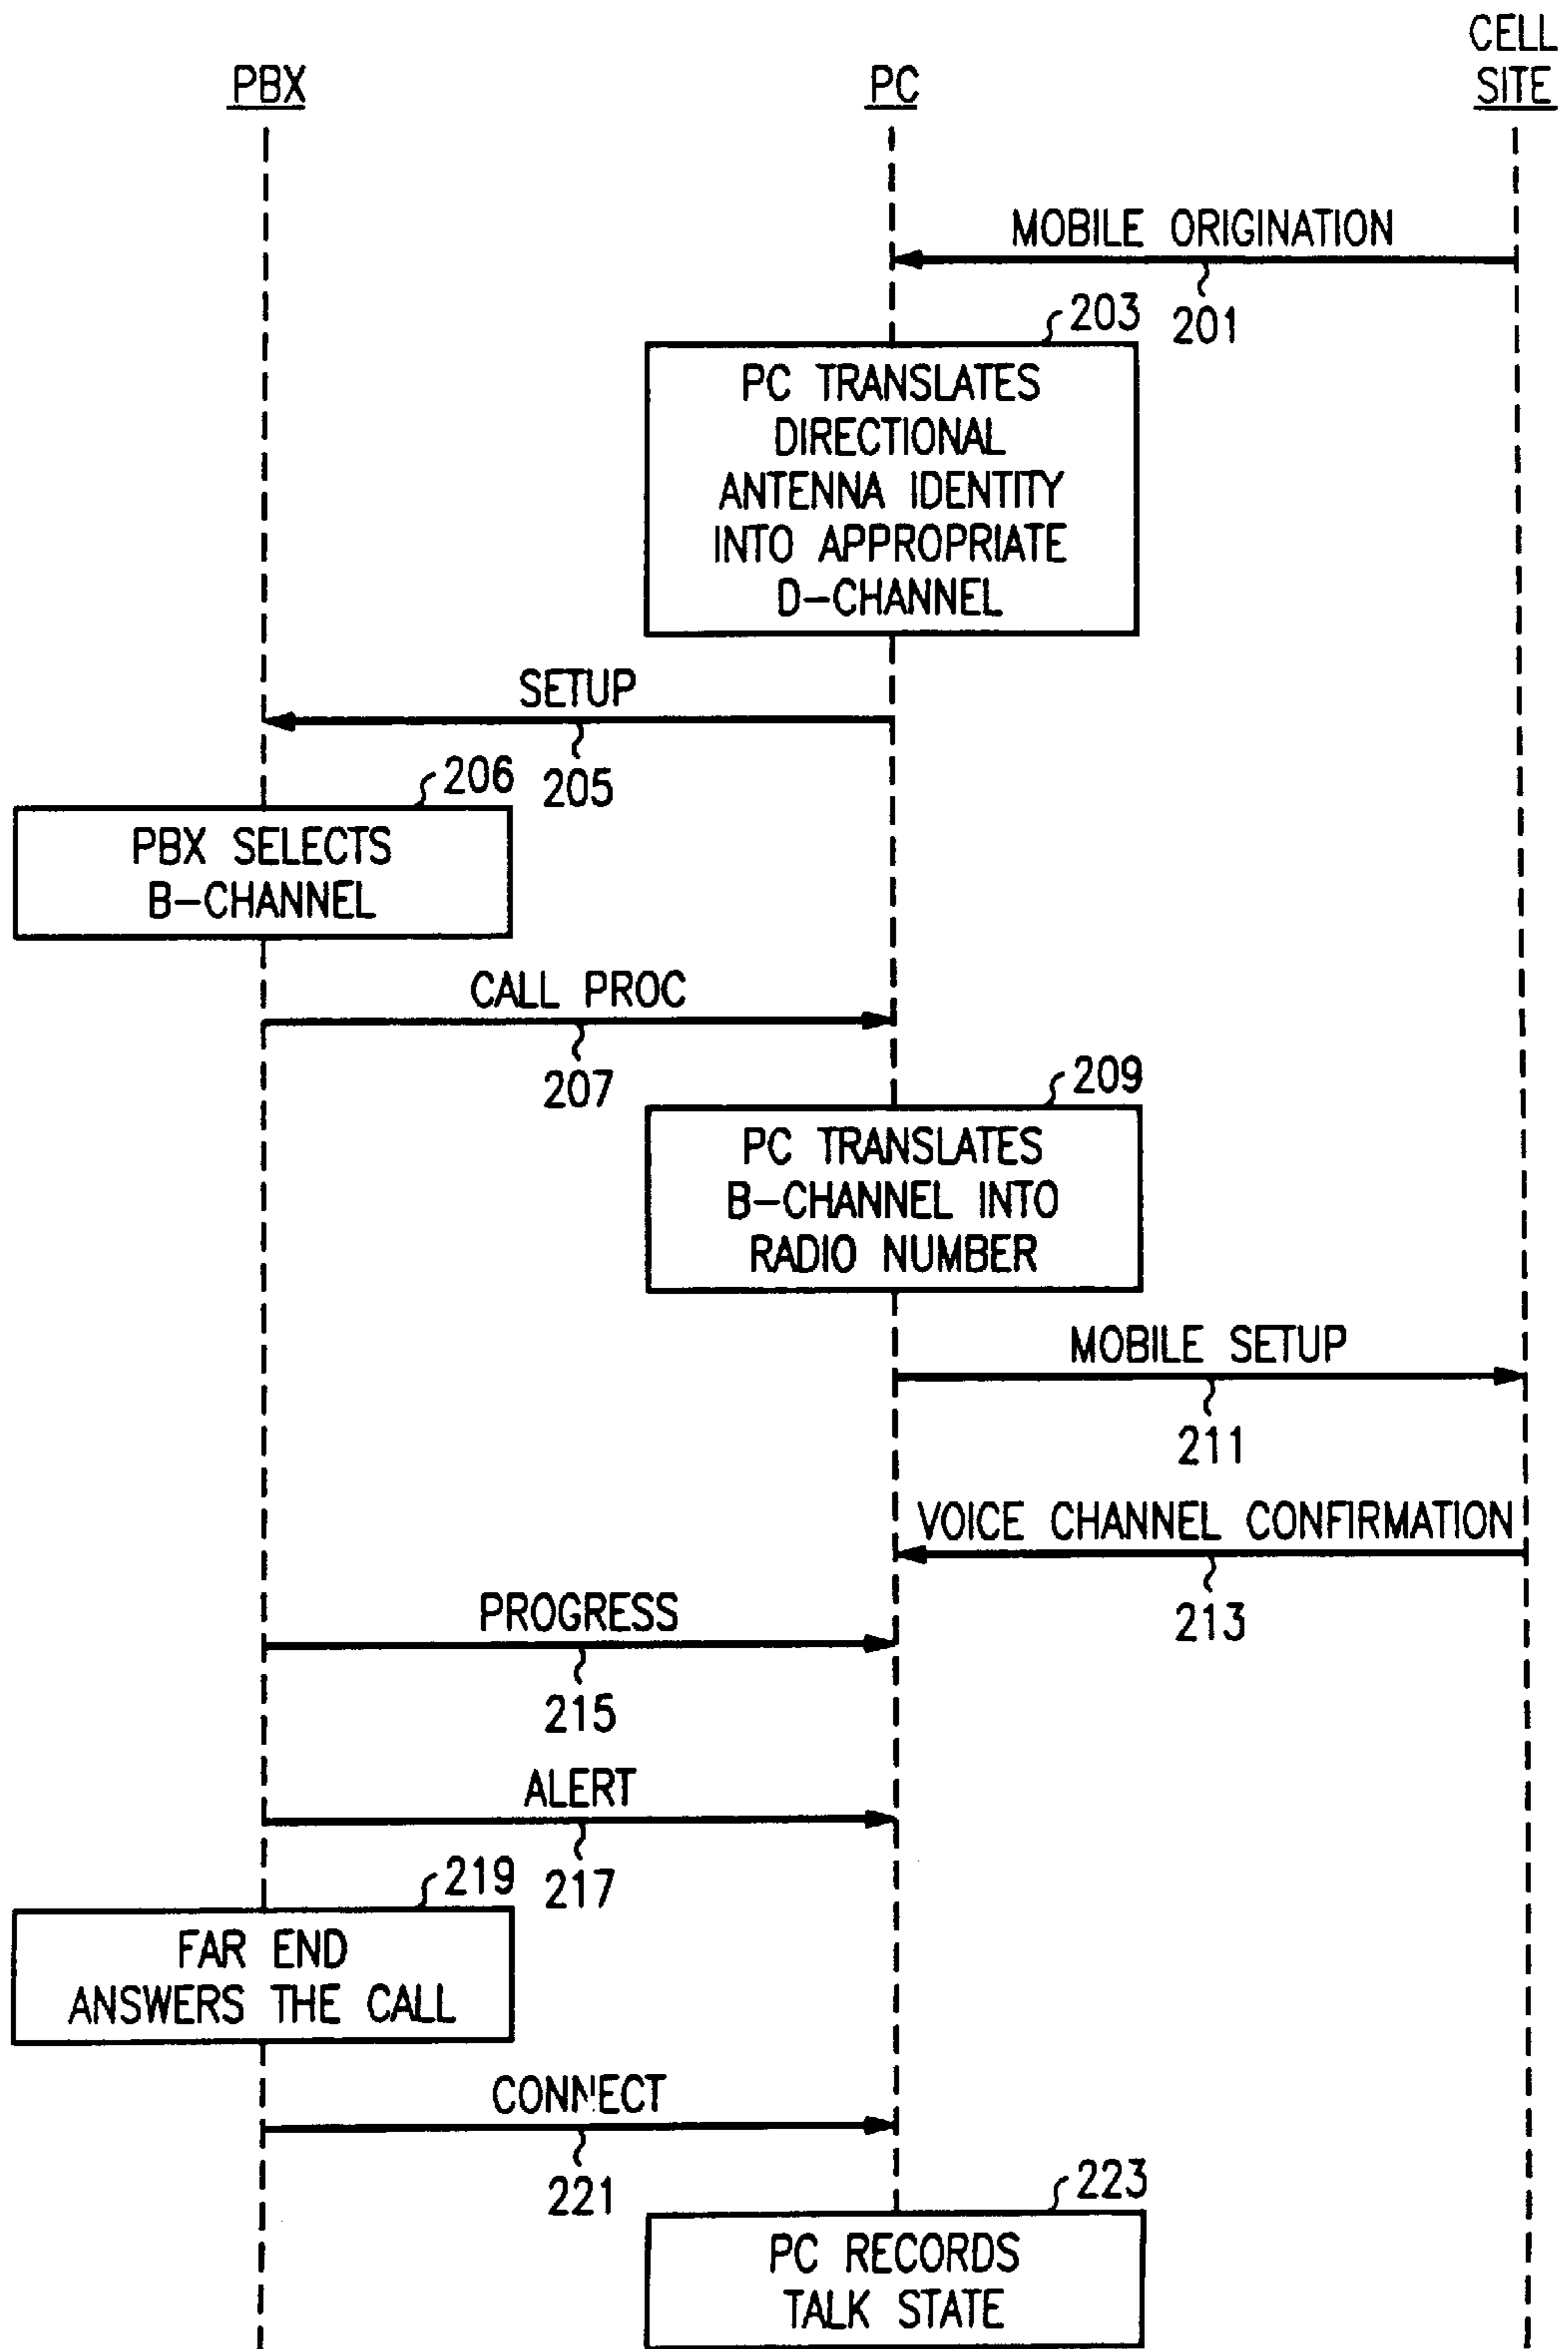 CELL
SITE
PBX
PC
MOBILE ORIGINATION
201
203
PC TRANSLATES
DIRECTIONAL
ANTENNA IDENTITY
INTO APPROPRIATE
D-CHANNEL
SETUP
205
206
PBX SELECTS
B-CHANNEL
CALL PROC
207
209
PC TRANSLATES
B-CHANNEL INTO
RADIO NUMBER
MOBILE SETUP
211
VOICE CHANNEL CONFIRMATION
213
PROGRESS
215
ALERT
217
219
FAR END
ANSWERS THE CALL
CONNECT
221
223
PC RECORDS
TALK STATE